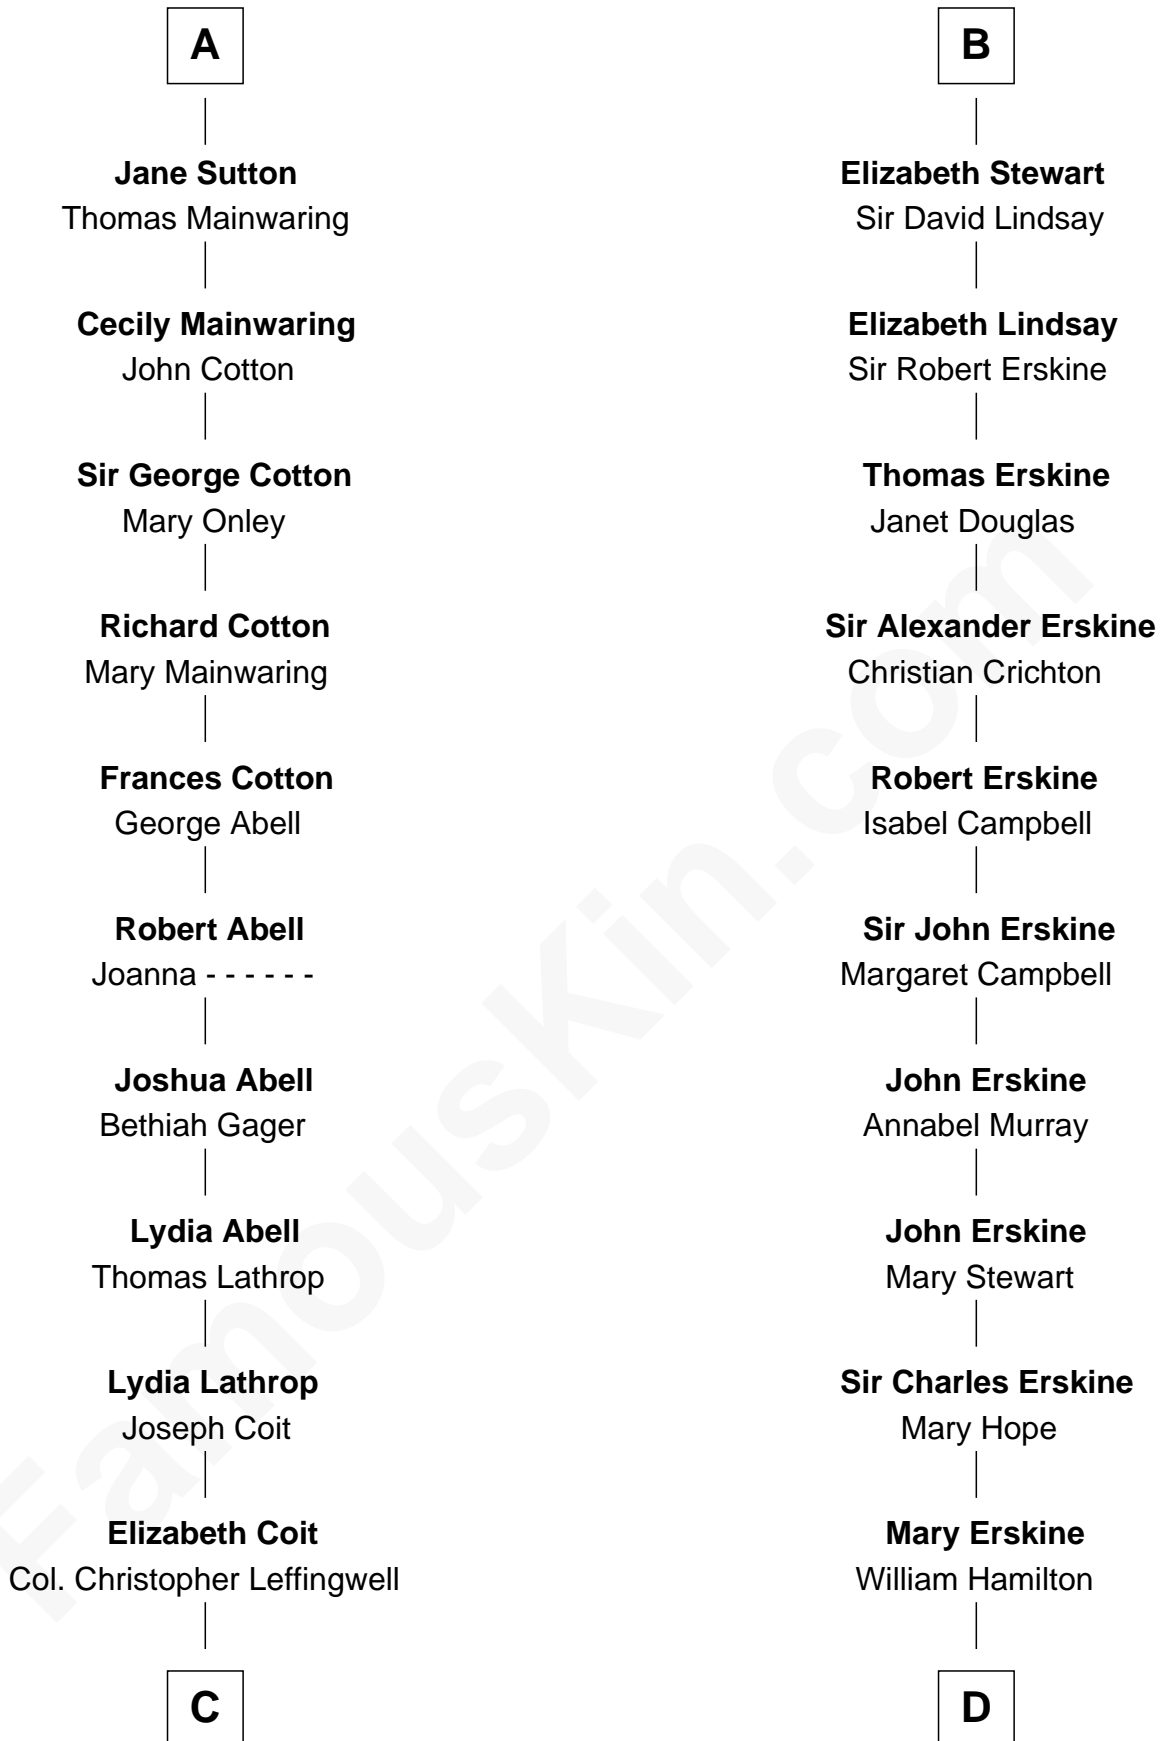 A
Jane Sutton
Thomas Mainwaring
Cecily Mainwaring
John Cotton
Sir George Cotton
Mary Onley
Richard Cotton
Mary Mainwaring
Frances Cotton
George Abell
Robert Abell
Joanna - - - - - -
Joshua Abell
Bethiah Gager
Lydia Abell
Thomas Lathrop
Lydia Lathrop
Joseph Coit
Elizabeth Coit
Col. Christopher Leffingwell
C
B
Elizabeth Stewart
Sir David Lindsay
Elizabeth Lindsay
Sir Robert Erskine
Thomas Erskine
Janet Douglas
Sir Alexander Erskine
Christian Crichton
Robert Erskine
Isabel Campbell
Sir John Erskine
Margaret Campbell
John Erskine
Annabel Murray
John Erskine
Mary Stewart
Sir Charles Erskine
Mary Hope
Mary Erskine
William Hamilton
D
FamousKin.com